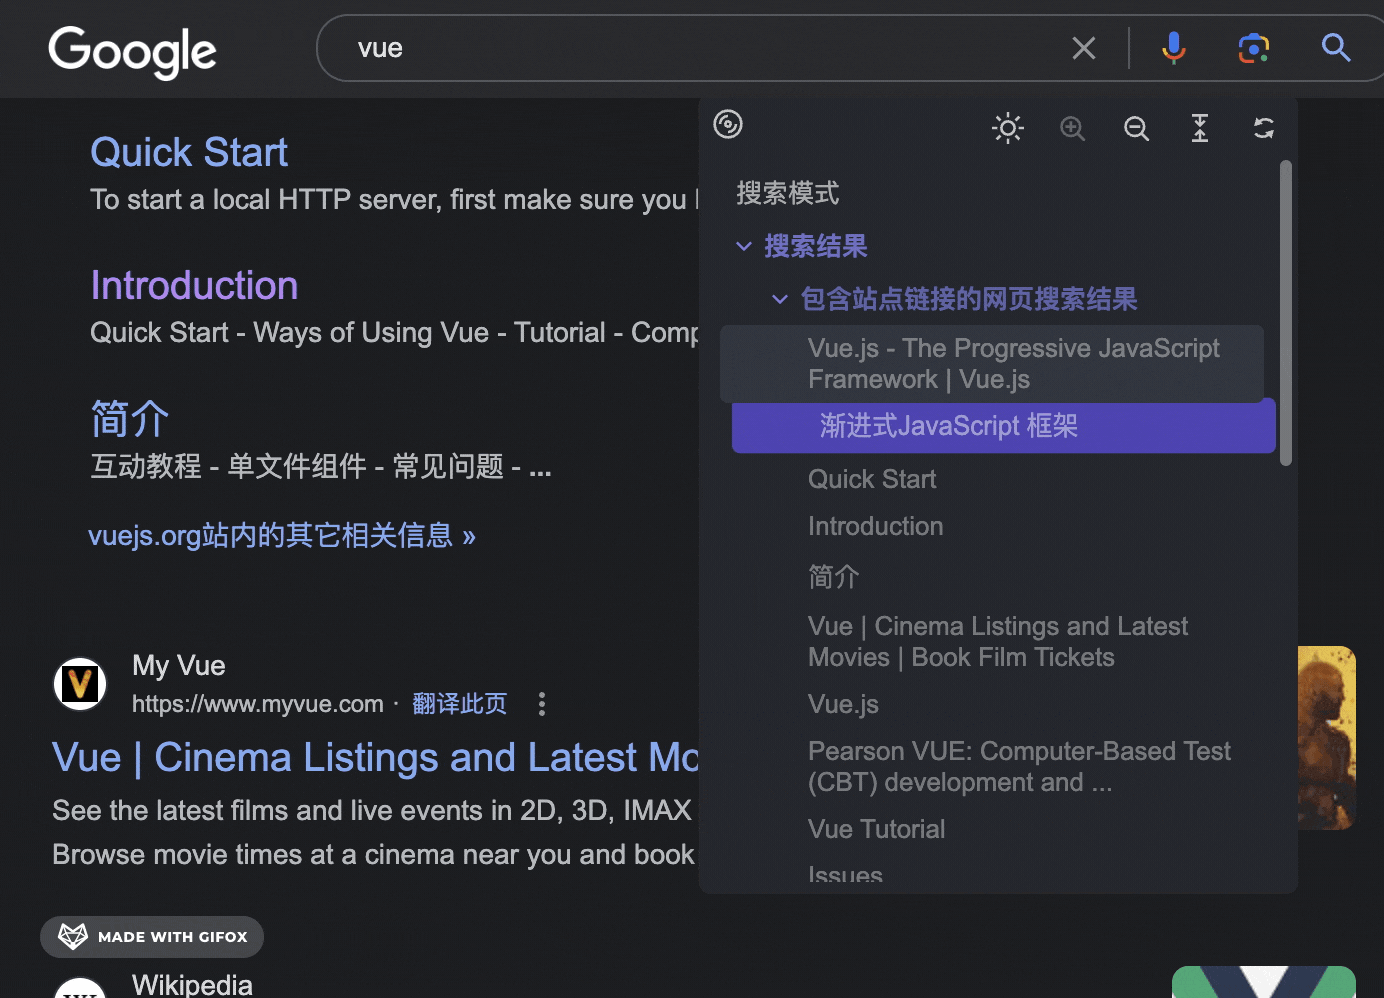 Google
vue
Quick Start
To start a local HTTP server, first make sure you
Introduction
Quick Start - Ways of Using Vue - Tutorial - Comp
简介
互动教程 - 单文件组件 - 常见问题 - ...
vuejs.org站内的其它相关信息 »
My Vue
https://www.myvue.com · 翻译此页
Vue | Cinema Listings and Latest Mo
See the latest films and live events in 2D, 3D, IMAX
Browse movie times at a cinema near you and book
MADE WITH GIFOX
Wikipedia
搜索模式
搜索结果
包含站点链接的网页搜索结果
Vue.js - The Progressive JavaScript
Framework | Vue.js
渐进式JavaScript 框架
Quick Start
Introduction
简介
Vue | Cinema Listings and Latest
Movies | Book Film Tickets
Vue.js
Pearson VUE: Computer-Based Test
(CBT) development and ...
Vue Tutorial
Issues